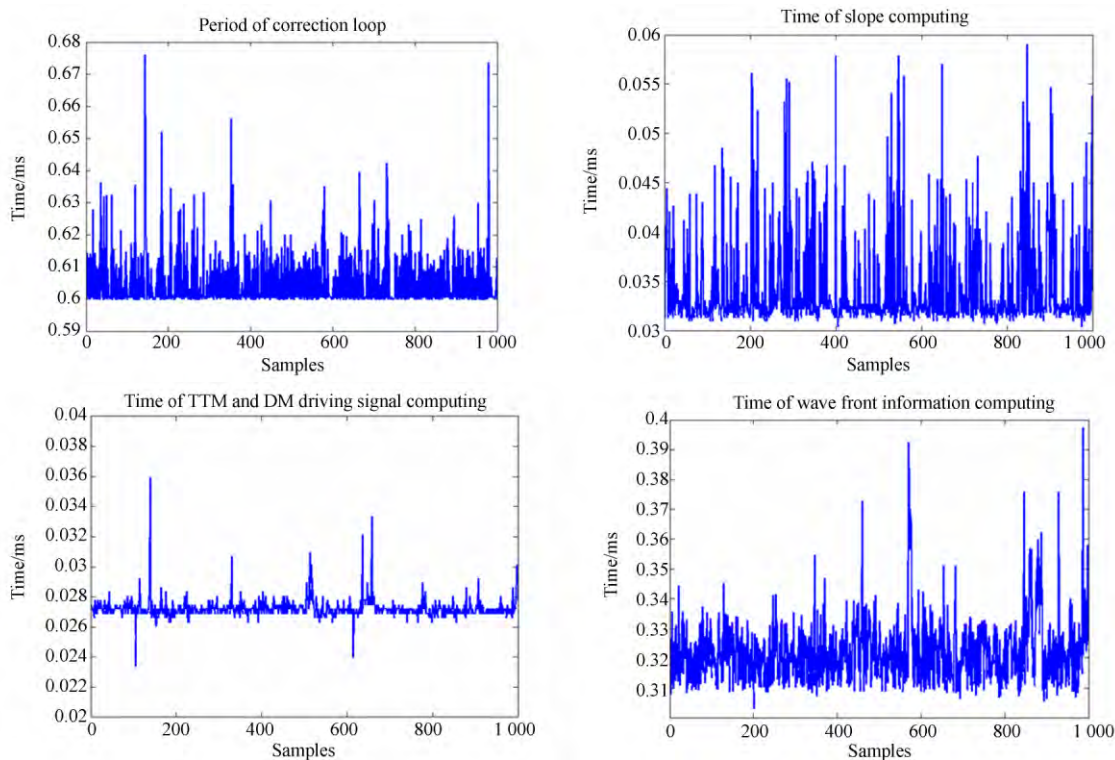 Period of correction loop
0.68
0.67
0.66
0.65
0.64
0.63
0.62
0.61
0.6
0.59
Time/ms
0 200 400 600 800 1 000
Samples
Time of slope computing
0.06
0.055
0.05
0.045
0.04
0.035
0.03
Time/ms
0 200 400 600 800 1 000
Samples
Time of TTM and DM driving signal computing
0.04
0.038
0.036
0.034
0.032
0.03
0.028
0.026
0.024
0.022
0.02
Time/ms
0 200 400 600 800 1 000
Samples
Time of wave front information computing
0.4
0.39
0.38
0.37
0.36
0.35
0.34
0.33
0.32
0.31
Time/ms
0 200 400 600 800 1 000
Samples